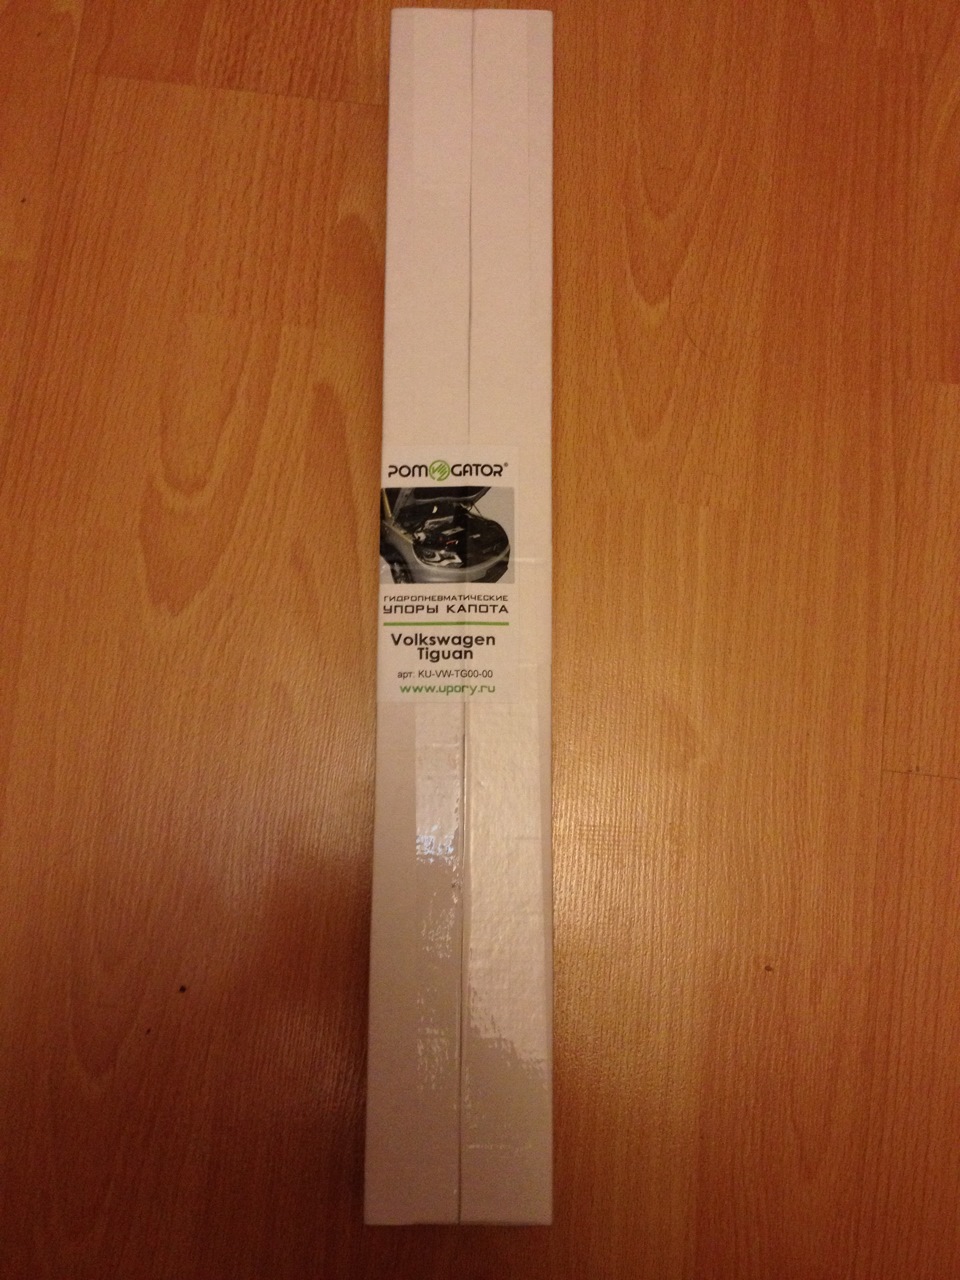 POMOGATOR®
ГИДРОПНЕВМАТИЧЕСКИЕ
УПОРЫ КАПОТА
Volkswagen
Tiguan
арт: KU-VW-TG00-00
www.upory.ru